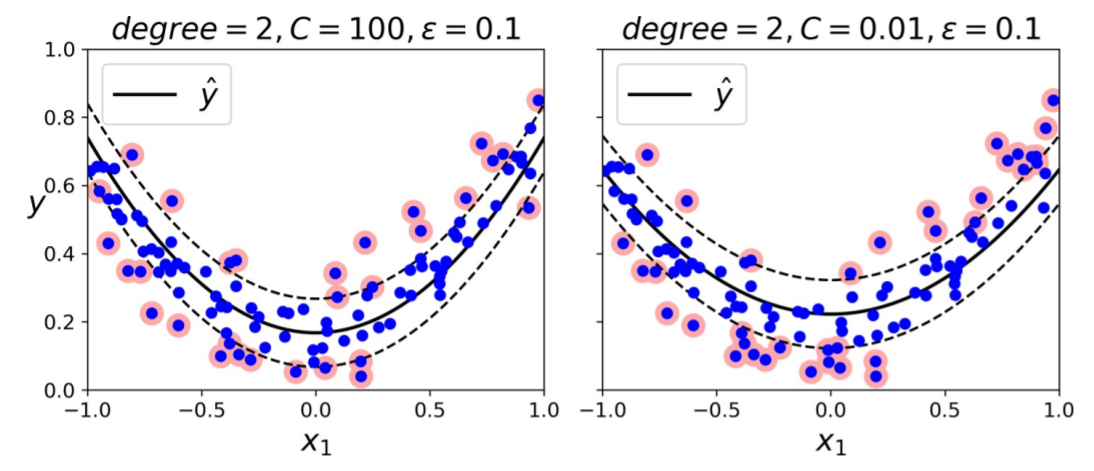 degree = 2, C = 100, ε = 0.1
degree = 2, C = 0.01, ε = 0.1
1.0
0.8
0.6
0.4
0.2
0.0
y
ŷ
ŷ
−1.0 −0.5 0.0 0.5 1.0
−1.0 −0.5 0.0 0.5 1.0
x₁
x₁